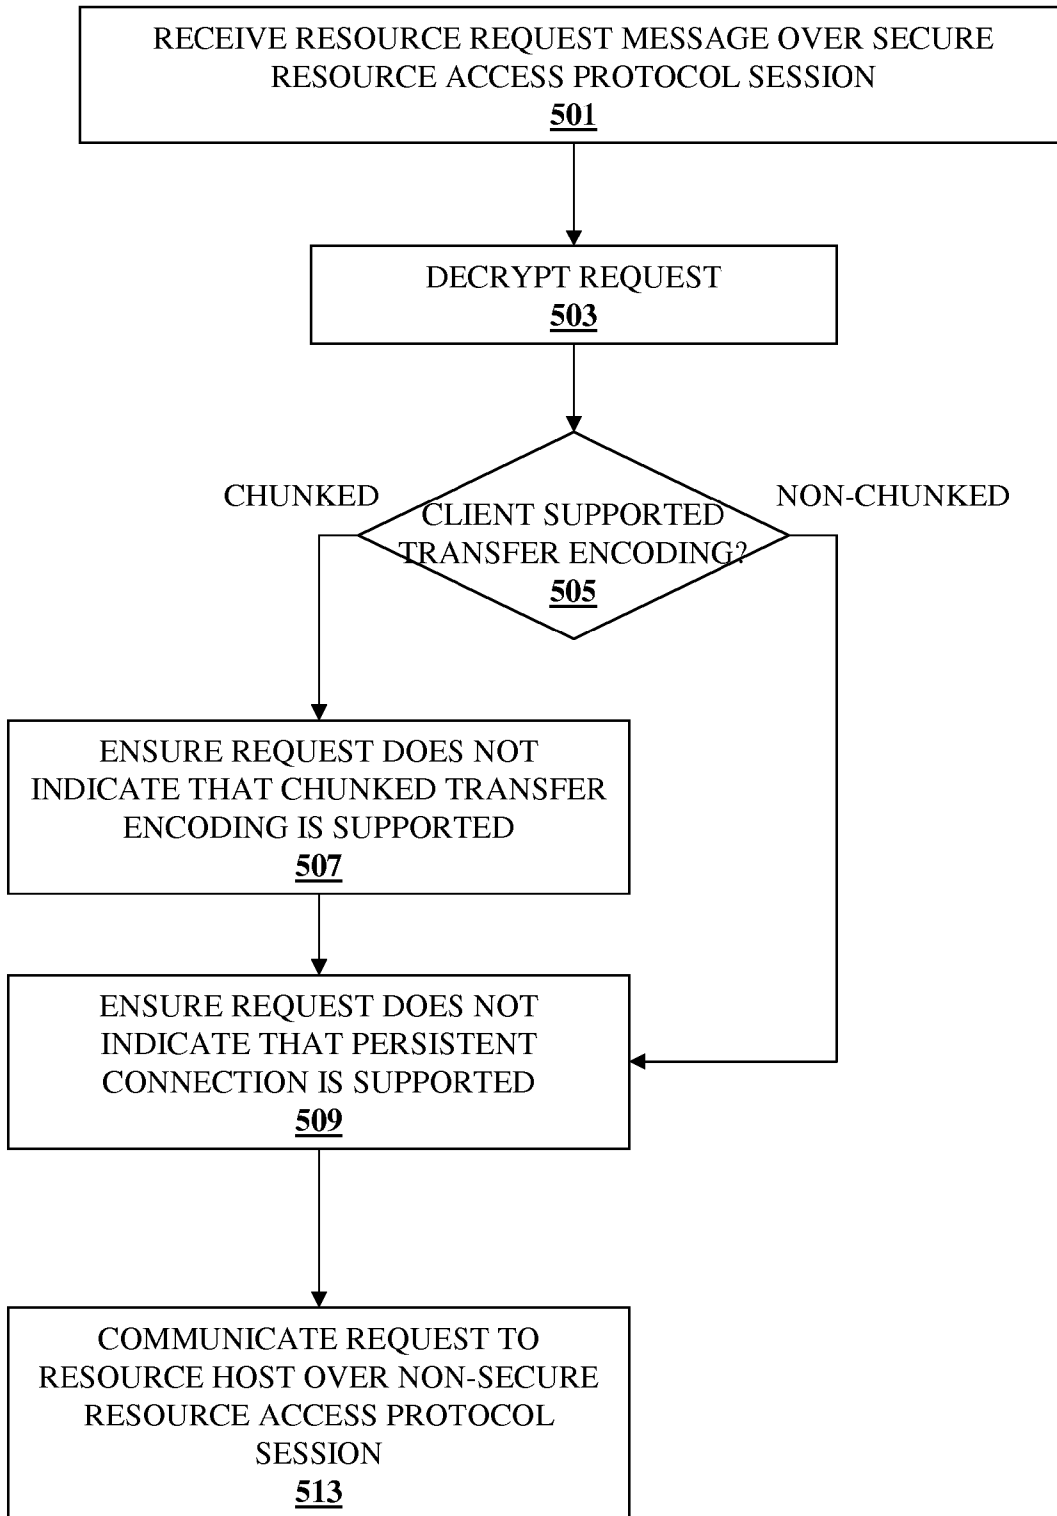 RECEIVE RESOURCE REQUEST MESSAGE OVER SECURE
RESOURCE ACCESS PROTOCOL SESSION
501
DECRYPT REQUEST
503
CHUNKED
NON-CHUNKED
CLIENT SUPPORTED
TRANSFER ENCODING?
505
ENSURE REQUEST DOES NOT
INDICATE THAT CHUNKED TRANSFER
ENCODING IS SUPPORTED
507
ENSURE REQUEST DOES NOT
INDICATE THAT PERSISTENT
CONNECTION IS SUPPORTED
509
COMMUNICATE REQUEST TO
RESOURCE HOST OVER NON-SECURE
RESOURCE ACCESS PROTOCOL
SESSION
513